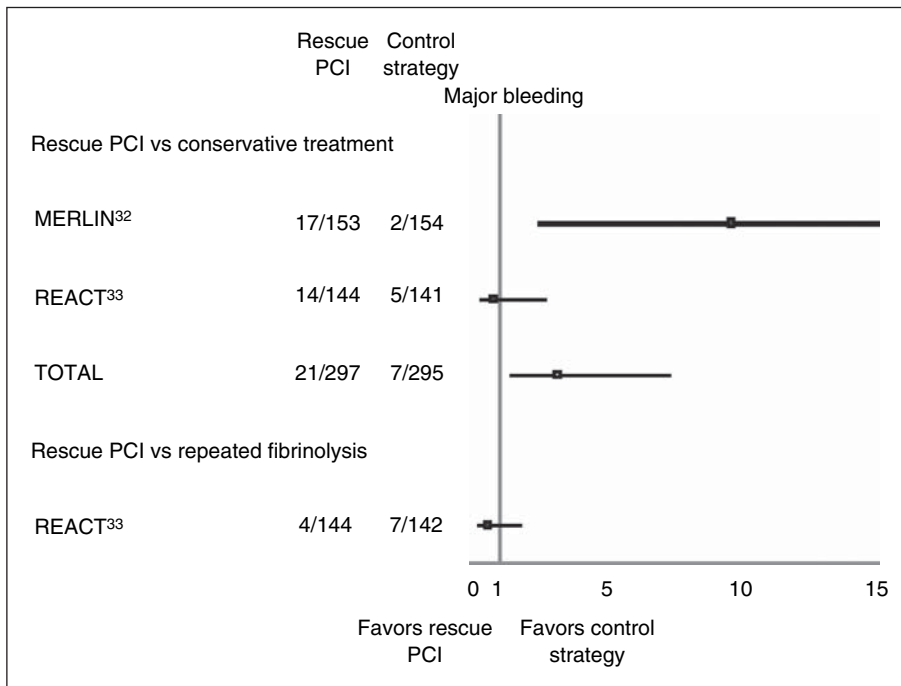 Rescue PCI
Control strategy
Major bleeding
Rescue PCI vs conservative treatment
MERLIN³² 17/153 2/154
REACT³³ 14/144 5/141
TOTAL 21/297 7/295
Rescue PCI vs repeated fibrinolysis
REACT³³ 4/144 7/142
0 1 5 10 15
Favors rescue PCI
Favors control strategy